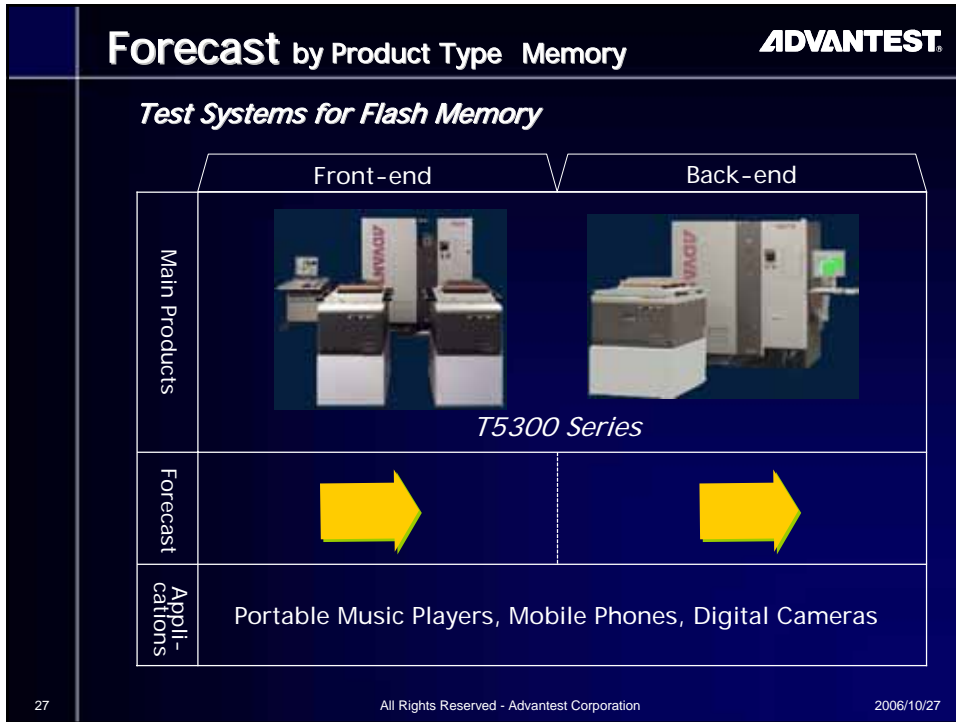 Forecast by Product Type Memory
ADVANTEST®
Test Systems for Flash Memory
Front-end
Back-end
Main Products
ADVAN
ADVA
T5300 Series
Forecast
Appli-
cations
Portable Music Players, Mobile Phones, Digital Cameras
27
All Rights Reserved - Advantest Corporation
2006/10/27